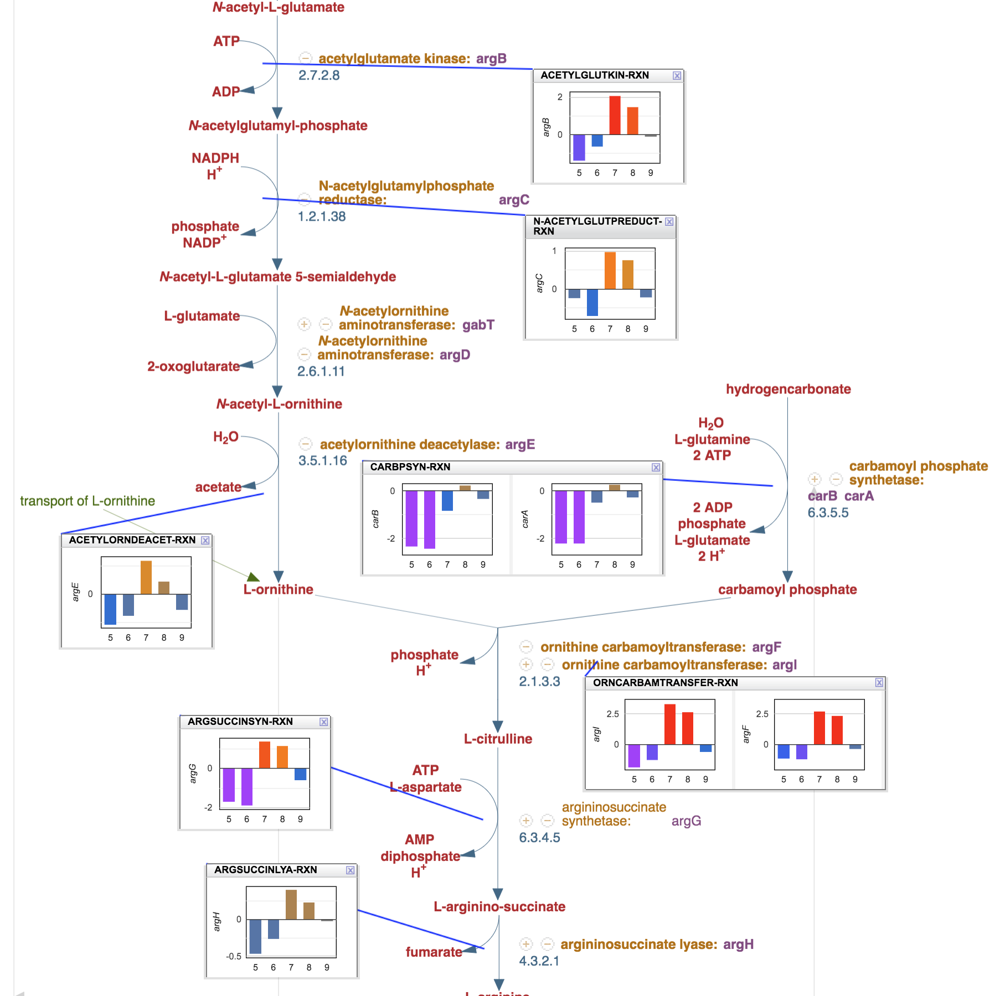 N-acetyl-L-glutamate
ATP
acetylglutamate kinase: argB
2.7.2.8
ADP
ACETYLGLUTKIN-RXN
2
0
argB
5 6 7 8 9
N-acetylglutamyl-phosphate
NADPH
H+
N-acetylglutamylphosphate
reductase: argC
1.2.1.38
phosphate
NADP+
N-ACETYLGLUTPREDUCT-
RXN
1
0
argC
5 6 7 8 9
N-acetyl-L-glutamate 5-semialdehyde
L-glutamate
N-acetylornithine
aminotransferase: gabT
N-acetylornithine
aminotransferase: argD
2.6.1.11
2-oxoglutarate
N-acetyl-L-ornithine
hydrogencarbonate
H2O
acetylornithine deacetylase: argE
3.5.1.16
acetate
H2O
L-glutamine
2 ATP
carbamoyl phosphate
synthetase:
carB carA
6.3.5.5
2 ADP
phosphate
L-glutamate
2 H+
CARBPSYN-RXN
0
-2
carB
5 6 7 8 9
0
-2
carA
5 6 7 8 9
transport of L-ornithine
ACETYLORNDEACET-RXN
0
argE
5 6 7 8 9
L-ornithine
carbamoyl phosphate
phosphate
H+
ornithine carbamoyltransferase: argF
ornithine carbamoyltransferase: argI
2.1.3.3
ORNCARBAMTRANSFER-RXN
2.5
0
argI
5 6 7 8 9
2.5
0
argF
5 6 7 8 9
L-citrulline
ARGSUCCINSYN-RXN
0
-2
argG
5 6 7 8 9
ATP
L-aspartate
argininosuccinate
synthetase: argG
6.3.4.5
AMP
diphosphate
H+
ARGSUCCINLYA-RXN
0
-0.5
argH
5 6 7 8 9
L-arginino-succinate
fumarate
argininosuccinate lyase: argH
4.3.2.1